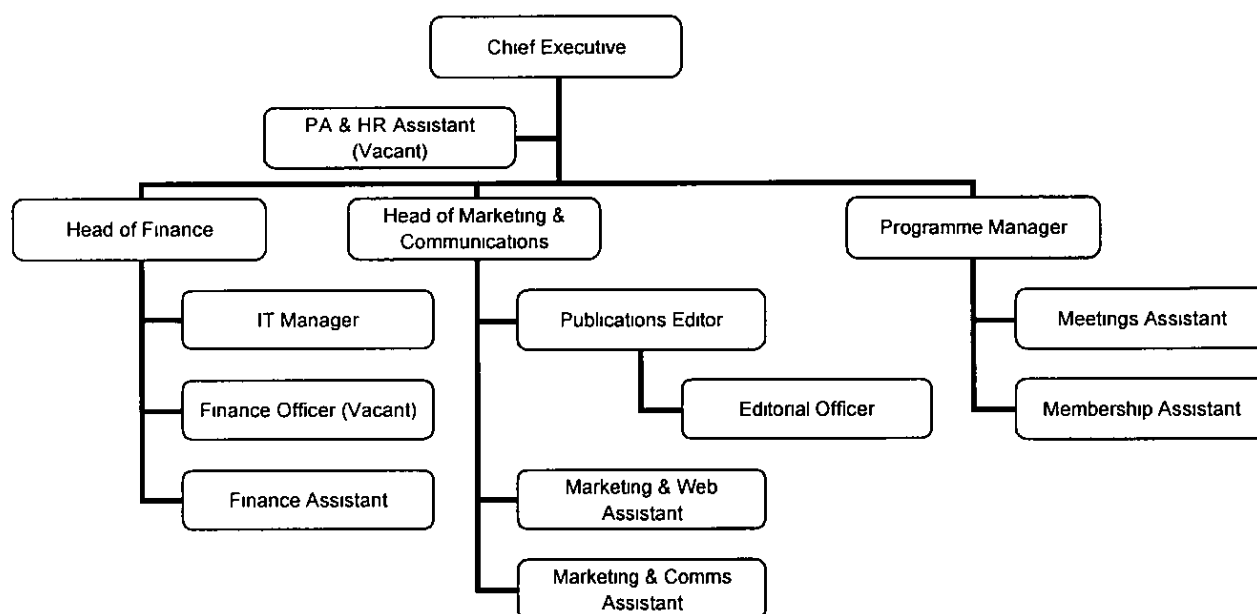 Chief Executive
PA & HR Assistant
(Vacant)
Head of Finance
Head of Marketing &
Communications
Programme Manager
IT Manager
Publications Editor
Meetings Assistant
Finance Officer (Vacant)
Editorial Officer
Membership Assistant
Finance Assistant
Marketing & Web
Assistant
Marketing & Comms
Assistant